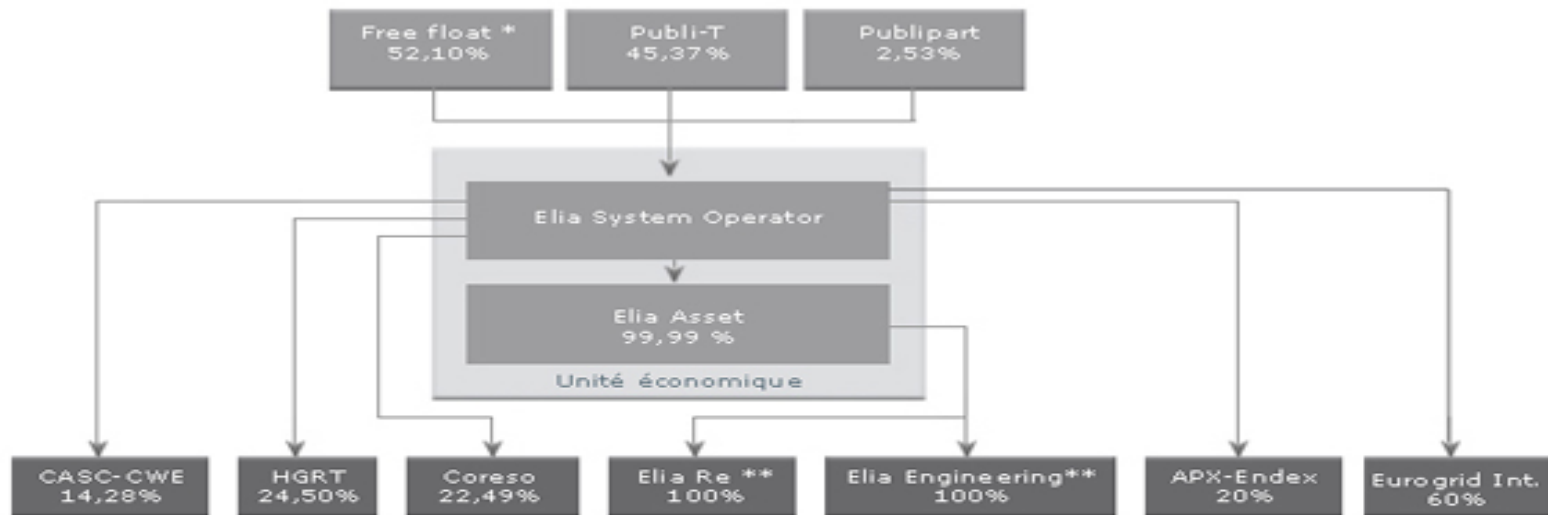 Free float *
52,10%
Publi-T
45,37%
Publipart
2,53%
Elia System Operator
Elia Asset
99,99 %
Unité économique
CASC-CWE
14,28%
HGRT
24,50%
Coreso
22,49%
Elia Re **
100%
Elia Engineering**
100%
APX-Endex
20%
Eurogrid Int.
60%